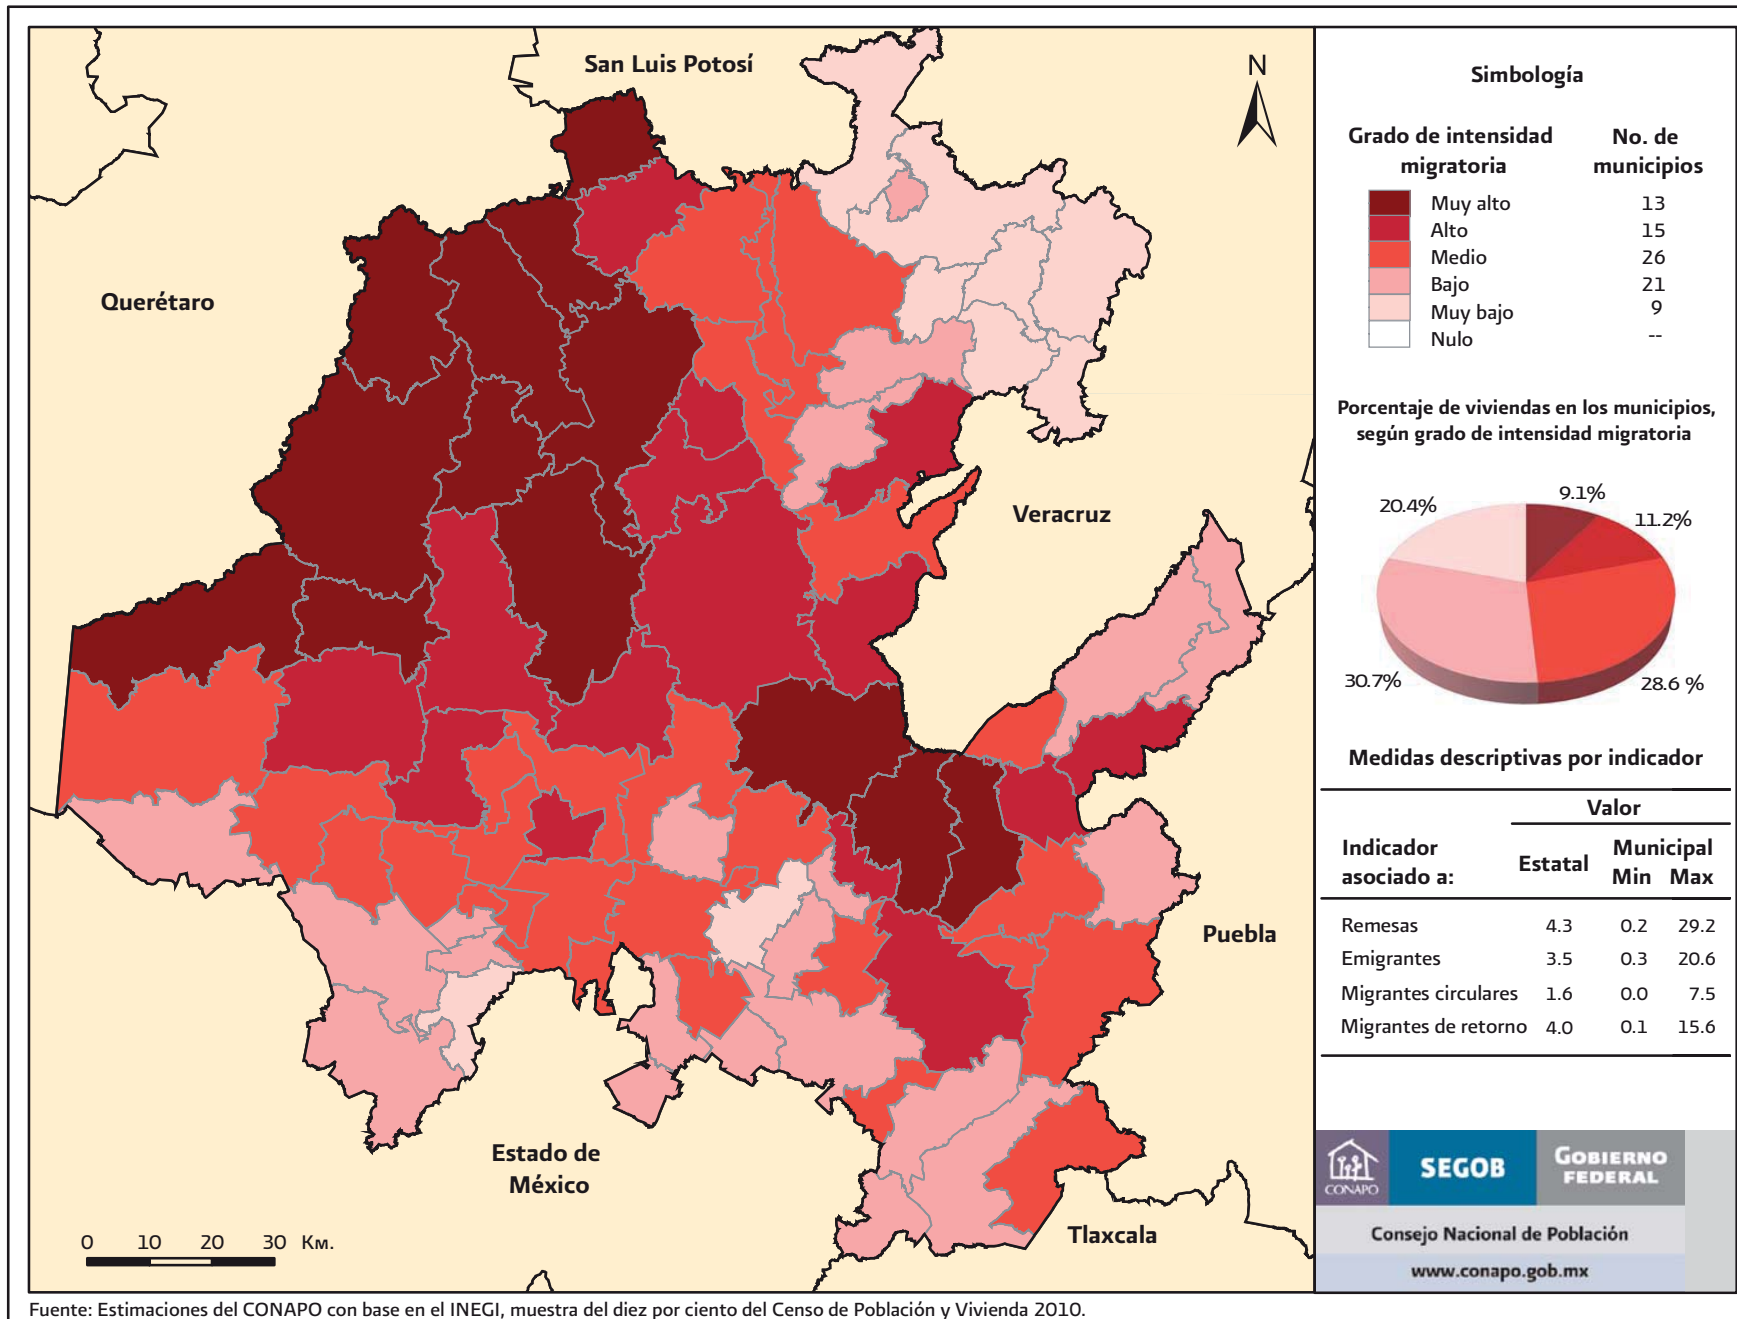 San Luis Potosí
N
Querétaro
Veracruz
Puebla
Estado de
México
Tlaxcala
0 10 20 30 Km.
Simbología
Grado de intensidad
migratoria
No. de
municipios
Muy alto 13
Alto 15
Medio 26
Bajo 21
Muy bajo 9
Nulo --
Porcentaje de viviendas en los municipios,
según grado de intensidad migratoria
9.1%
20.4%
11.2%
30.7%
28.6 %
Medidas descriptivas por indicador
Valor
Indicador
asociado a:
Estatal
Municipal
Min Max
Remesas 4.3 0.2 29.2
Emigrantes 3.5 0.3 20.6
Migrantes circulares 1.6 0.0 7.5
Migrantes de retorno 4.0 0.1 15.6
CONAPO
SEGOB
GOBIERNO
FEDERAL
Consejo Nacional de Población
www.conapo.gob.mx
Fuente: Estimaciones del CONAPO con base en el INEGI, muestra del diez por ciento del Censo de Población y Vivienda 2010.